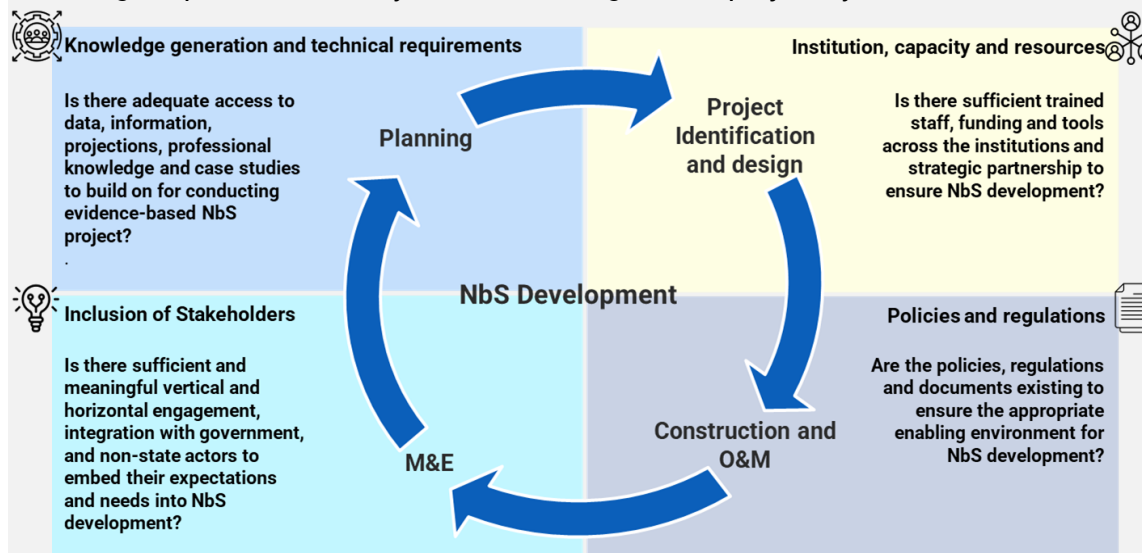 Knowledge generation and technical requirements
Is there adequate access to
data, information,
projections, professional
knowledge and case studies
to build on for conducting
evidence-based NbS
project?
.
Institution, capacity and resources
Is there sufficient trained
staff, funding and tools
across the institutions and
strategic partnership to
ensure NbS development?
Planning
Project
Identification
and design
NbS Development
Inclusion of Stakeholders
Is there sufficient and
meaningful vertical and
horizontal engagement,
integration with government,
and non-state actors to
embed their expectations
and needs into NbS
development?
Policies and regulations
Are the policies, regulations
and documents existing to
ensure the appropriate
enabling environment for
NbS development?
M&E
Construction and
O&M